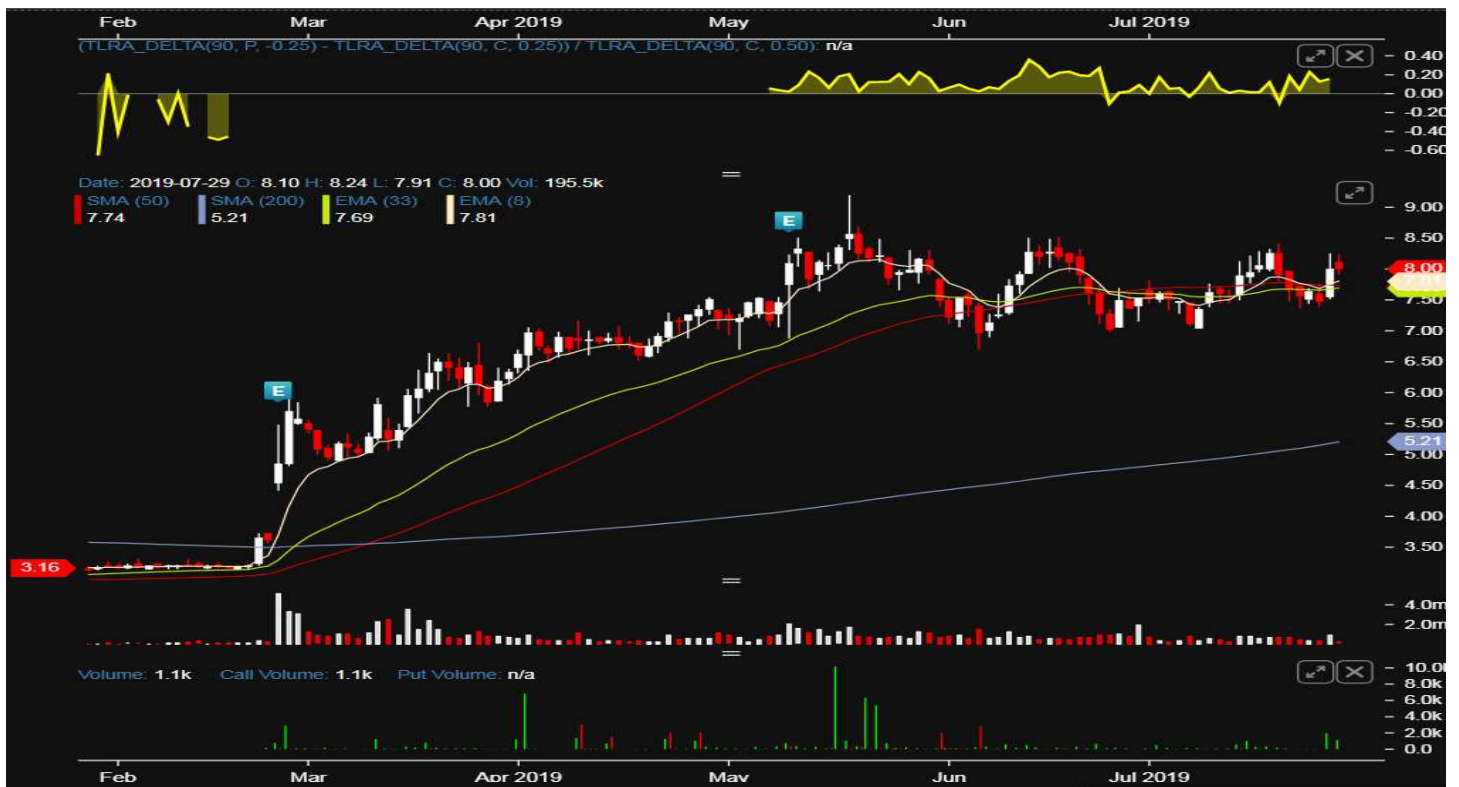 Feb Mar Apr 2019 May Jun Jul 2019
(TLRA_DELTA(90, P, -0.25) - TLRA_DELTA(90, C, 0.25)) / TLRA_DELTA(90, C, 0.50): n/a
0.40
0.20
0.00
-0.20
-0.40
-0.60
Date: 2019-07-29 O: 8.10 H: 8.24 L: 7.91 C: 8.00 Vol: 195.5k
SMA (50) SMA (200) EMA (33) EMA (8)
7.74 5.21 7.69 7.81
9.00
E
8.50
8.00
7.81
7.50
7.00
6.50
E
6.00
5.50
5.21
5.00
4.50
4.00
3.50
3.16
4.0m
2.0m
Volume: 1.1k Call Volume: 1.1k Put Volume: n/a
10.0k
8.0k
6.0k
4.0k
2.0k
0.0
Feb Mar Apr 2019 May Jun Jul 2019